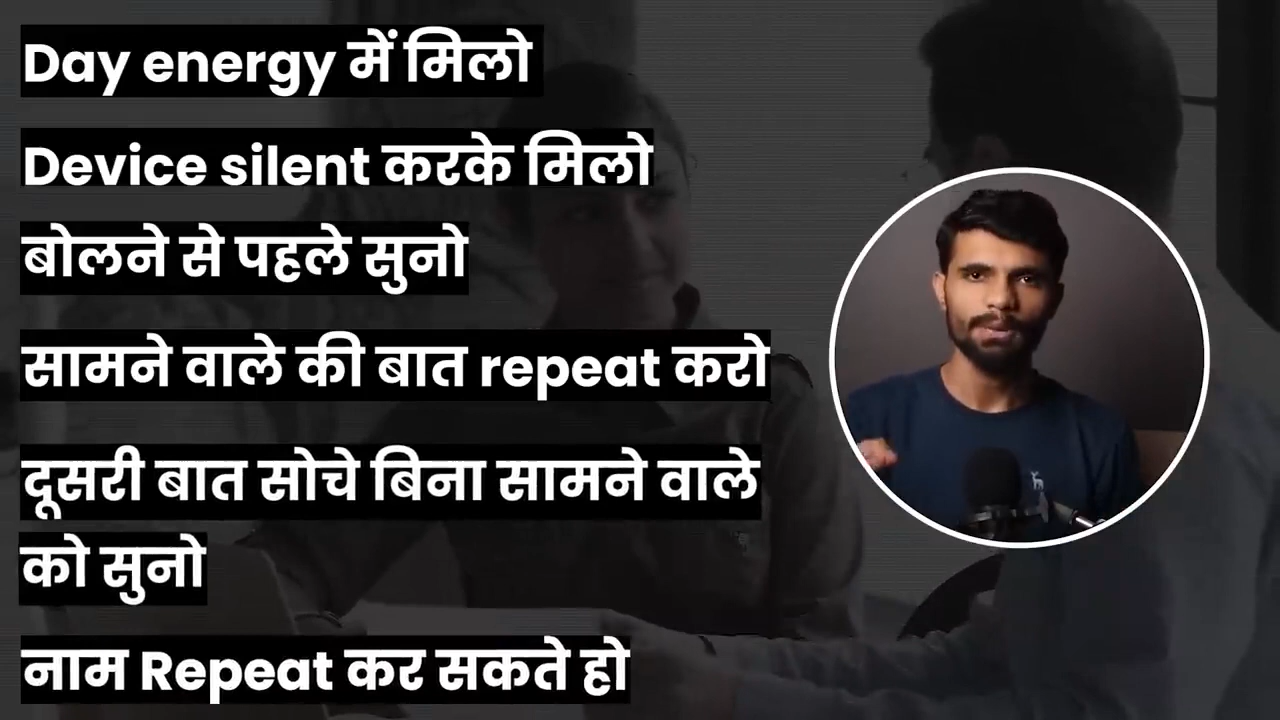 Day energy में मिलो
Device silent करके मिलो
बोलने से पहले सुनो
सामने वाले की बात repeat करो
दूसरी बात सोचे बिना सामने वाले
को सुनो
नाम Repeat कर सकते हो